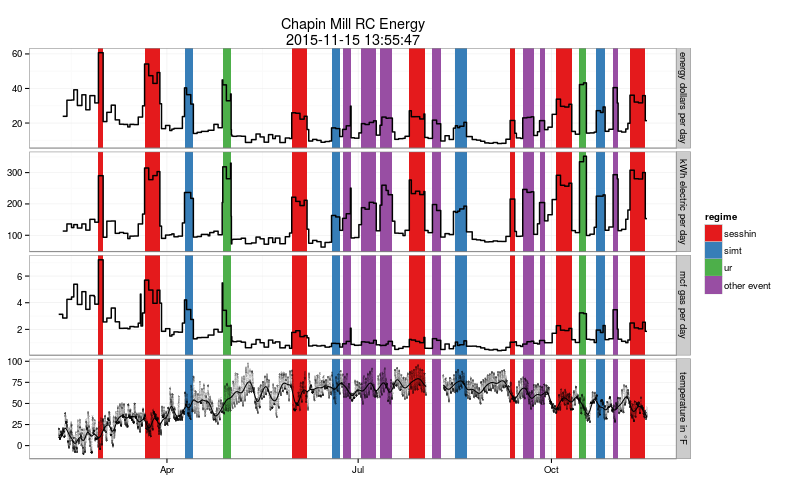 Chapin Mill RC Energy
2015-11-15 13:55:47
60
40
20
energy dollars per day
300
200
100
kWh electric per day
6
4
2
mcf gas per day
100
75
50
25
0
temperature in °F
Apr
Jul
Oct
regime
sesshin
simt
ur
other event